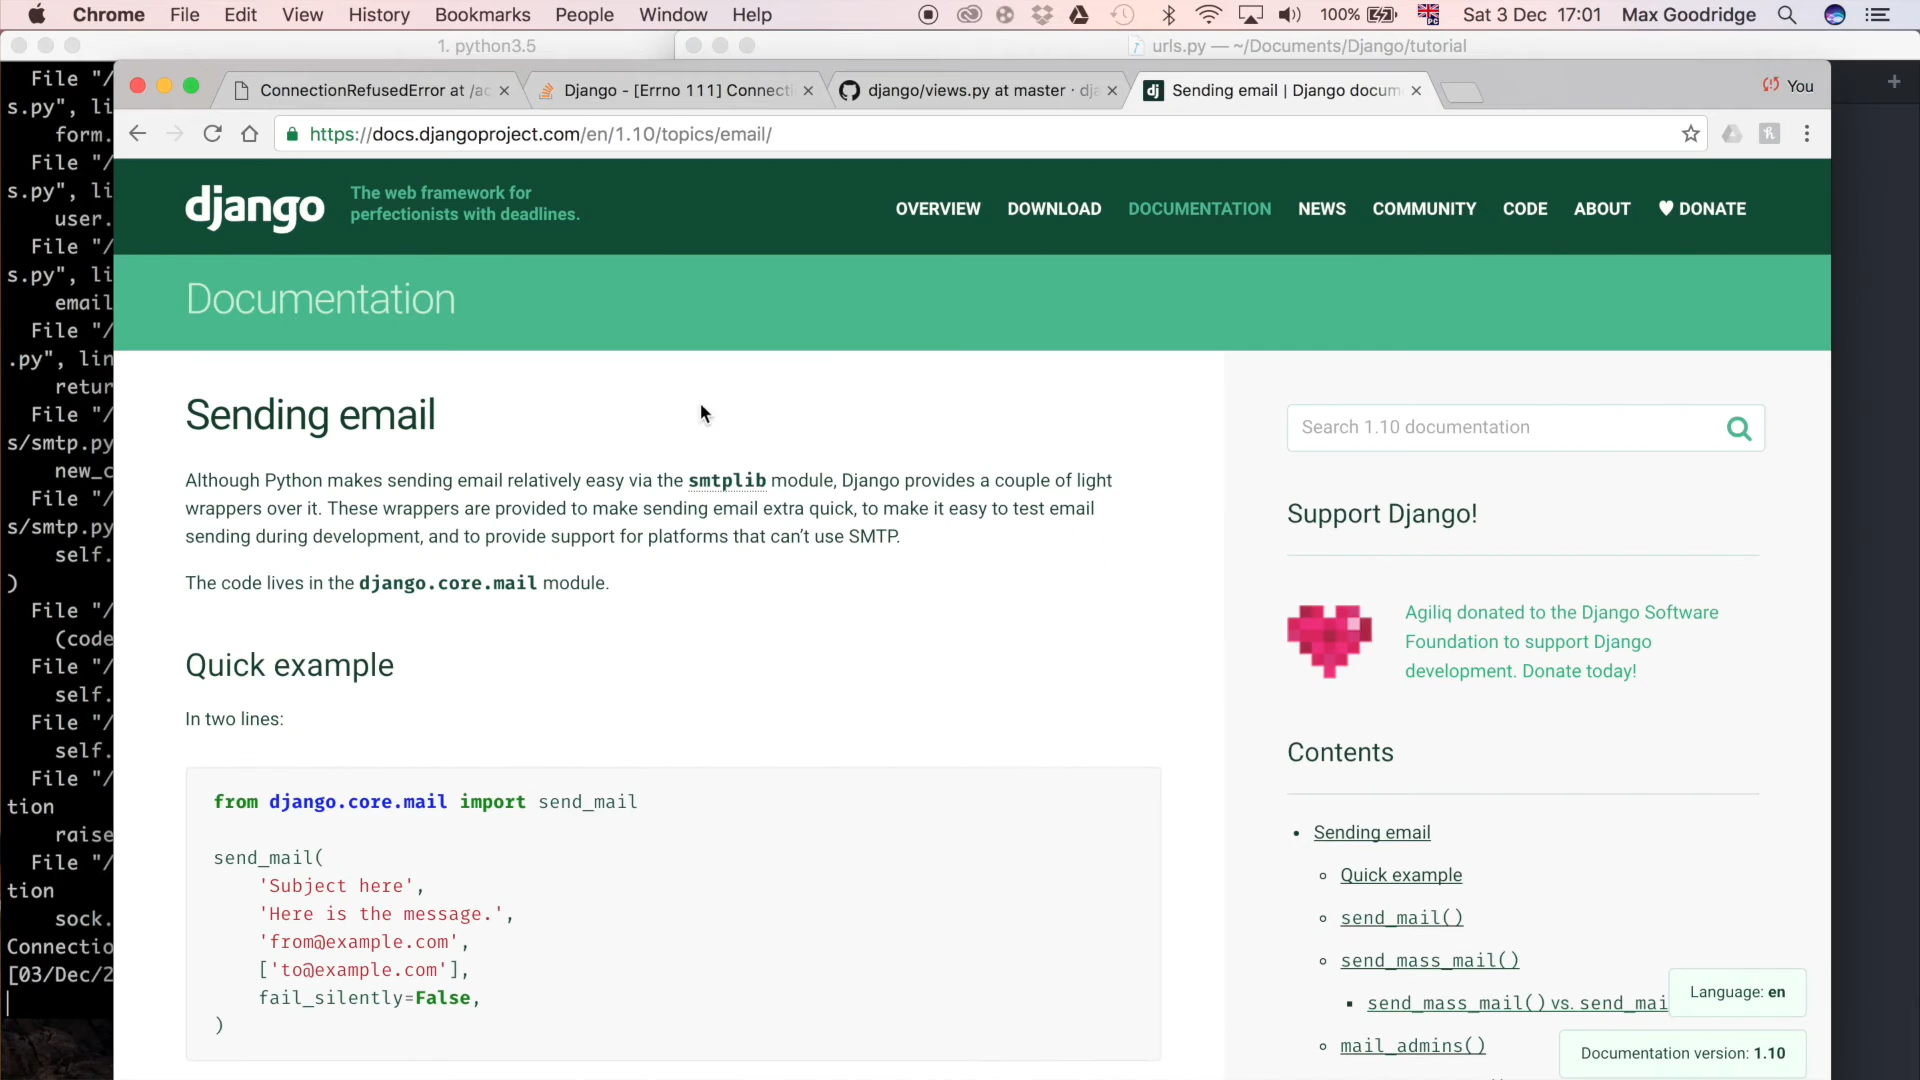 Chrome File Edit View History Bookmarks People Window Help 100% Sat 3 Dec 17:01 Max Goodridge
1. python3.5
urls.py — ~/Documents/Django/tutorial
ConnectionRefusedError at /ac
Django - [Errno 111] Connecti
django/views.py at master · dja
Sending email | Django docum
You
https://docs.djangoproject.com/en/1.10/topics/email/
django
The web framework for
perfectionists with deadlines.
OVERVIEW DOWNLOAD DOCUMENTATION NEWS COMMUNITY CODE ABOUT DONATE
Documentation
File "/
s.py", li
form.
File "/
s.py", li
user.
File "/
s.py", li
email
File "/
.py", lin
retur
File "/
s/smtp.py
new_c
File "/
s/smtp.py
self.
)
File "/
(code
File "/
self.
File "/
self.
File "/
tion
raise
File "/
tion
sock.
Connectio
[03/Dec/2
Sending email
Although Python makes sending email relatively easy via the smtplib module, Django provides a couple of light
wrappers over it. These wrappers are provided to make sending email extra quick, to make it easy to test email
sending during development, and to provide support for platforms that can’t use SMTP.
The code lives in the django.core.mail module.
Quick example
In two lines:
from django.core.mail import send_mail
send_mail(
'Subject here',
'Here is the message.',
'from@example.com',
['to@example.com'],
fail_silently=False,
)
Search 1.10 documentation
Support Django!
Agiliq donated to the Django Software
Foundation to support Django
development. Donate today!
Contents
Sending email
Quick example
send_mail()
send_mass_mail()
send_mass_mail() vs. send_mai
mail_admins()
Language: en
Documentation version: 1.10